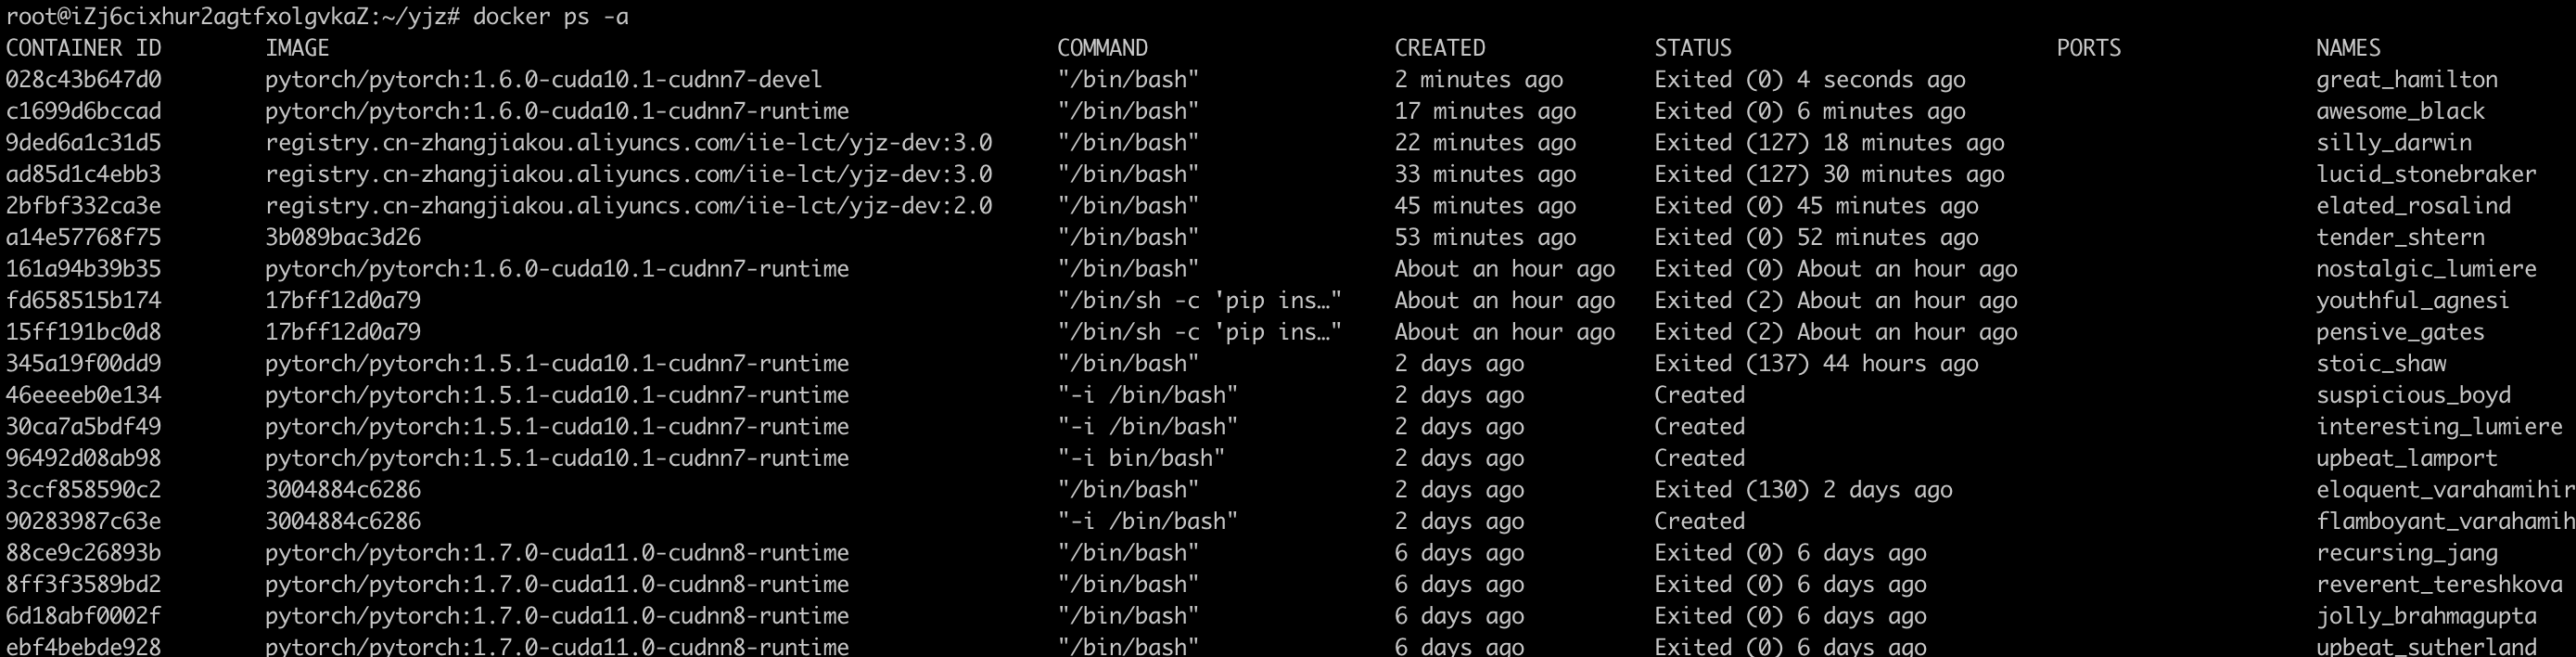 root@iZj6cixhur2agtfxolgvkaZ:~/yjz# docker ps -a
CONTAINER ID IMAGE COMMAND CREATED STATUS PORTS NAMES
028c43b647d0 pytorch/pytorch:1.6.0-cuda10.1-cudnn7-devel "/bin/bash" 2 minutes ago Exited (0) 4 seconds ago great_hamilton
c1699d6bccad pytorch/pytorch:1.6.0-cuda10.1-cudnn7-runtime "/bin/bash" 17 minutes ago Exited (0) 6 minutes ago awesome_black
9ded6a1c31d5 registry.cn-zhangjiakou.aliyuncs.com/iie-lct/yjz-dev:3.0 "/bin/bash" 22 minutes ago Exited (127) 18 minutes ago silly_darwin
ad85d1c4ebb3 registry.cn-zhangjiakou.aliyuncs.com/iie-lct/yjz-dev:3.0 "/bin/bash" 33 minutes ago Exited (127) 30 minutes ago lucid_stonebraker
2bfbf332ca3e registry.cn-zhangjiakou.aliyuncs.com/iie-lct/yjz-dev:2.0 "/bin/bash" 45 minutes ago Exited (0) 45 minutes ago elated_rosalind
a14e57768f75 3b089bac3d26 "/bin/bash" 53 minutes ago Exited (0) 52 minutes ago tender_shtern
161a94b39b35 pytorch/pytorch:1.6.0-cuda10.1-cudnn7-runtime "/bin/bash" About an hour ago Exited (0) About an hour ago nostalgic_lumiere
fd658515b174 17bff12d0a79 "/bin/sh -c 'pip ins…" About an hour ago Exited (2) About an hour ago youthful_agnesi
15ff191bc0d8 17bff12d0a79 "/bin/sh -c 'pip ins…" About an hour ago Exited (2) About an hour ago pensive_gates
345a19f00dd9 pytorch/pytorch:1.5.1-cuda10.1-cudnn7-runtime "/bin/bash" 2 days ago Exited (137) 44 hours ago stoic_shaw
46eeeeb0e134 pytorch/pytorch:1.5.1-cuda10.1-cudnn7-runtime "-i /bin/bash" 2 days ago Created suspicious_boyd
30ca7a5bdf49 pytorch/pytorch:1.5.1-cuda10.1-cudnn7-runtime "-i /bin/bash" 2 days ago Created interesting_lumiere
96492d08ab98 pytorch/pytorch:1.5.1-cuda10.1-cudnn7-runtime "-i bin/bash" 2 days ago Created upbeat_lamport
3ccf858590c2 3004884c6286 "/bin/bash" 2 days ago Exited (130) 2 days ago eloquent_varahamihir
90283987c63e 3004884c6286 "-i /bin/bash" 2 days ago Created flamboyant_varahamih
88ce9c26893b pytorch/pytorch:1.7.0-cuda11.0-cudnn8-runtime "/bin/bash" 6 days ago Exited (0) 6 days ago recursing_jang
8ff3f3589bd2 pytorch/pytorch:1.7.0-cuda11.0-cudnn8-runtime "/bin/bash" 6 days ago Exited (0) 6 days ago reverent_tereshkova
6d18abf0002f pytorch/pytorch:1.7.0-cuda11.0-cudnn8-runtime "/bin/bash" 6 days ago Exited (0) 6 days ago jolly_brahmagupta
ebf4bebde928 pytorch/pytorch:1.7.0-cuda11.0-cudnn8-runtime "/bin/bash" 6 days ago Exited (0) 6 days ago upbeat_sutherland